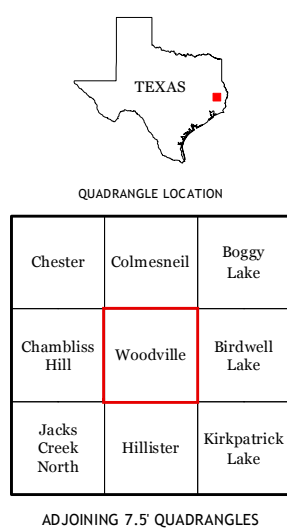 TEXAS
QUADRANGLE LOCATION
Chester
Colmesneil
Boggy
Lake
Chambliss
Hill
Woodville
Birdwell
Lake
Jacks
Creek
North
Hillister
Kirkpatrick
Lake
ADJOINING 7.5' QUADRANGLES